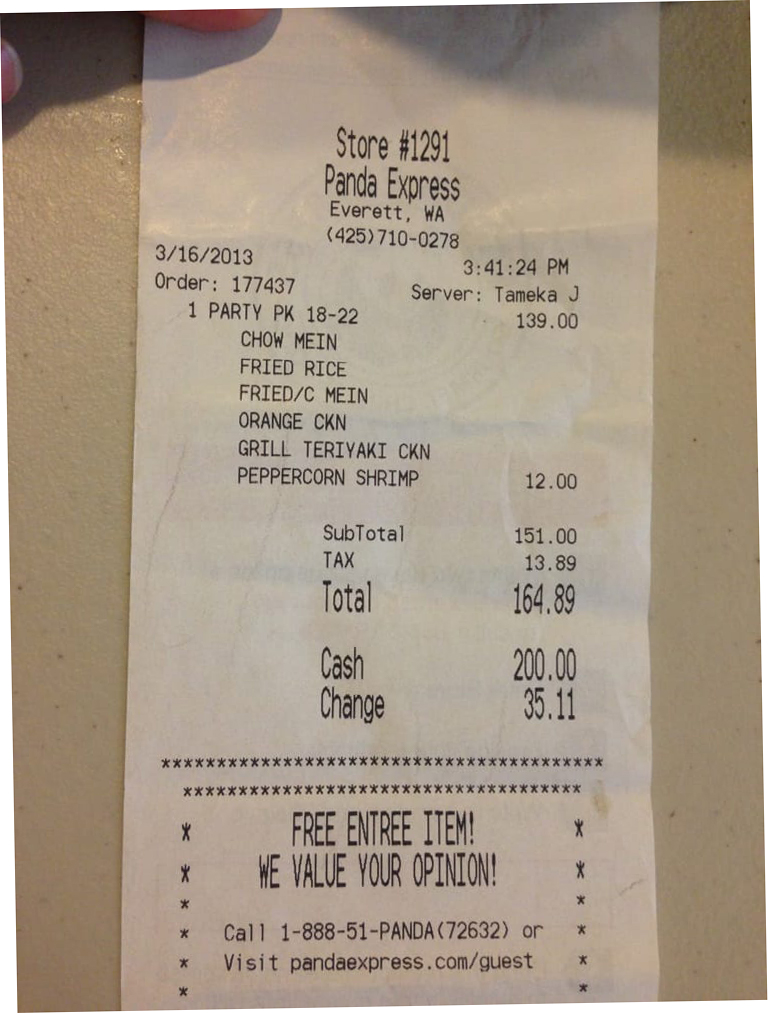 Store #1291
Panda Express
Everett, WA
(425)710-0278
3/16/2013 3:41:24 PM
Order: 177437 Server: Tameka J
1 PARTY PK 18-22 139.00
CHOW MEIN
FRIED RICE
FRIED/C MEIN
ORANGE CKN
GRILL TERIYAKI CKN
PEPPERCORN SHRIMP 12.00
SubTotal 151.00
TAX 13.89
Total 164.89
Cash 200.00
Change 35.11
****************************************
************************************
* FREE ENTREE ITEM! *
* WE VALUE YOUR OPINION! *
* *
* Call 1-888-51-PANDA(72632) or *
* Visit pandaexpress.com/guest *
* *